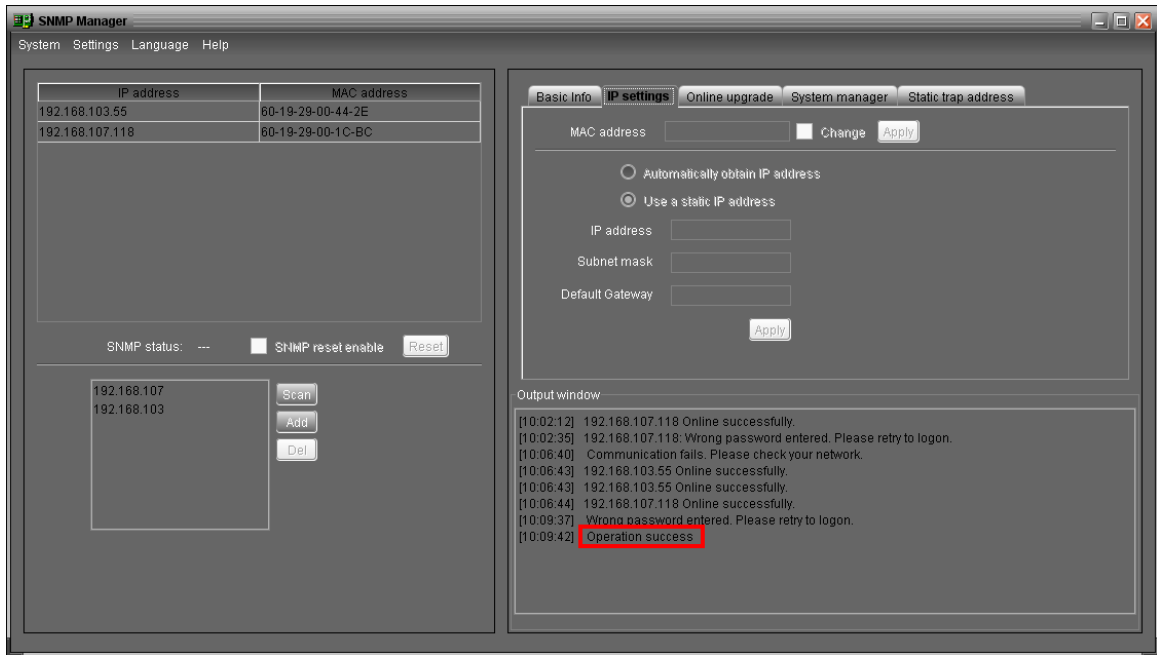 SNMP Manager
System Settings Language Help
IP address MAC address
192.168.103.55 60-19-29-00-44-2E
192.168.107.118 60-19-29-00-1C-BC
SNMP status: --- SNMP reset enable Reset
192.168.107
192.168.103
Scan
Add
Del
Basic Info IP settings Online upgrade System manager Static trap address
MAC address Change Apply
Automatically obtain IP address
Use a static IP address
IP address
Subnet mask
Default Gateway
Apply
Output window
[10:02:12] 192.168.107.118 Online successfully.
[10:02:35] 192.168.107.118: Wrong password entered. Please retry to logon.
[10:06:40] Communication fails. Please check your network.
[10:06:43] 192.168.103.55 Online successfully.
[10:06:43] 192.168.103.55 Online successfully.
[10:06:44] 192.168.107.118 Online successfully.
[10:09:37] Wrong password entered. Please retry to logon.
[10:09:42] Operation success